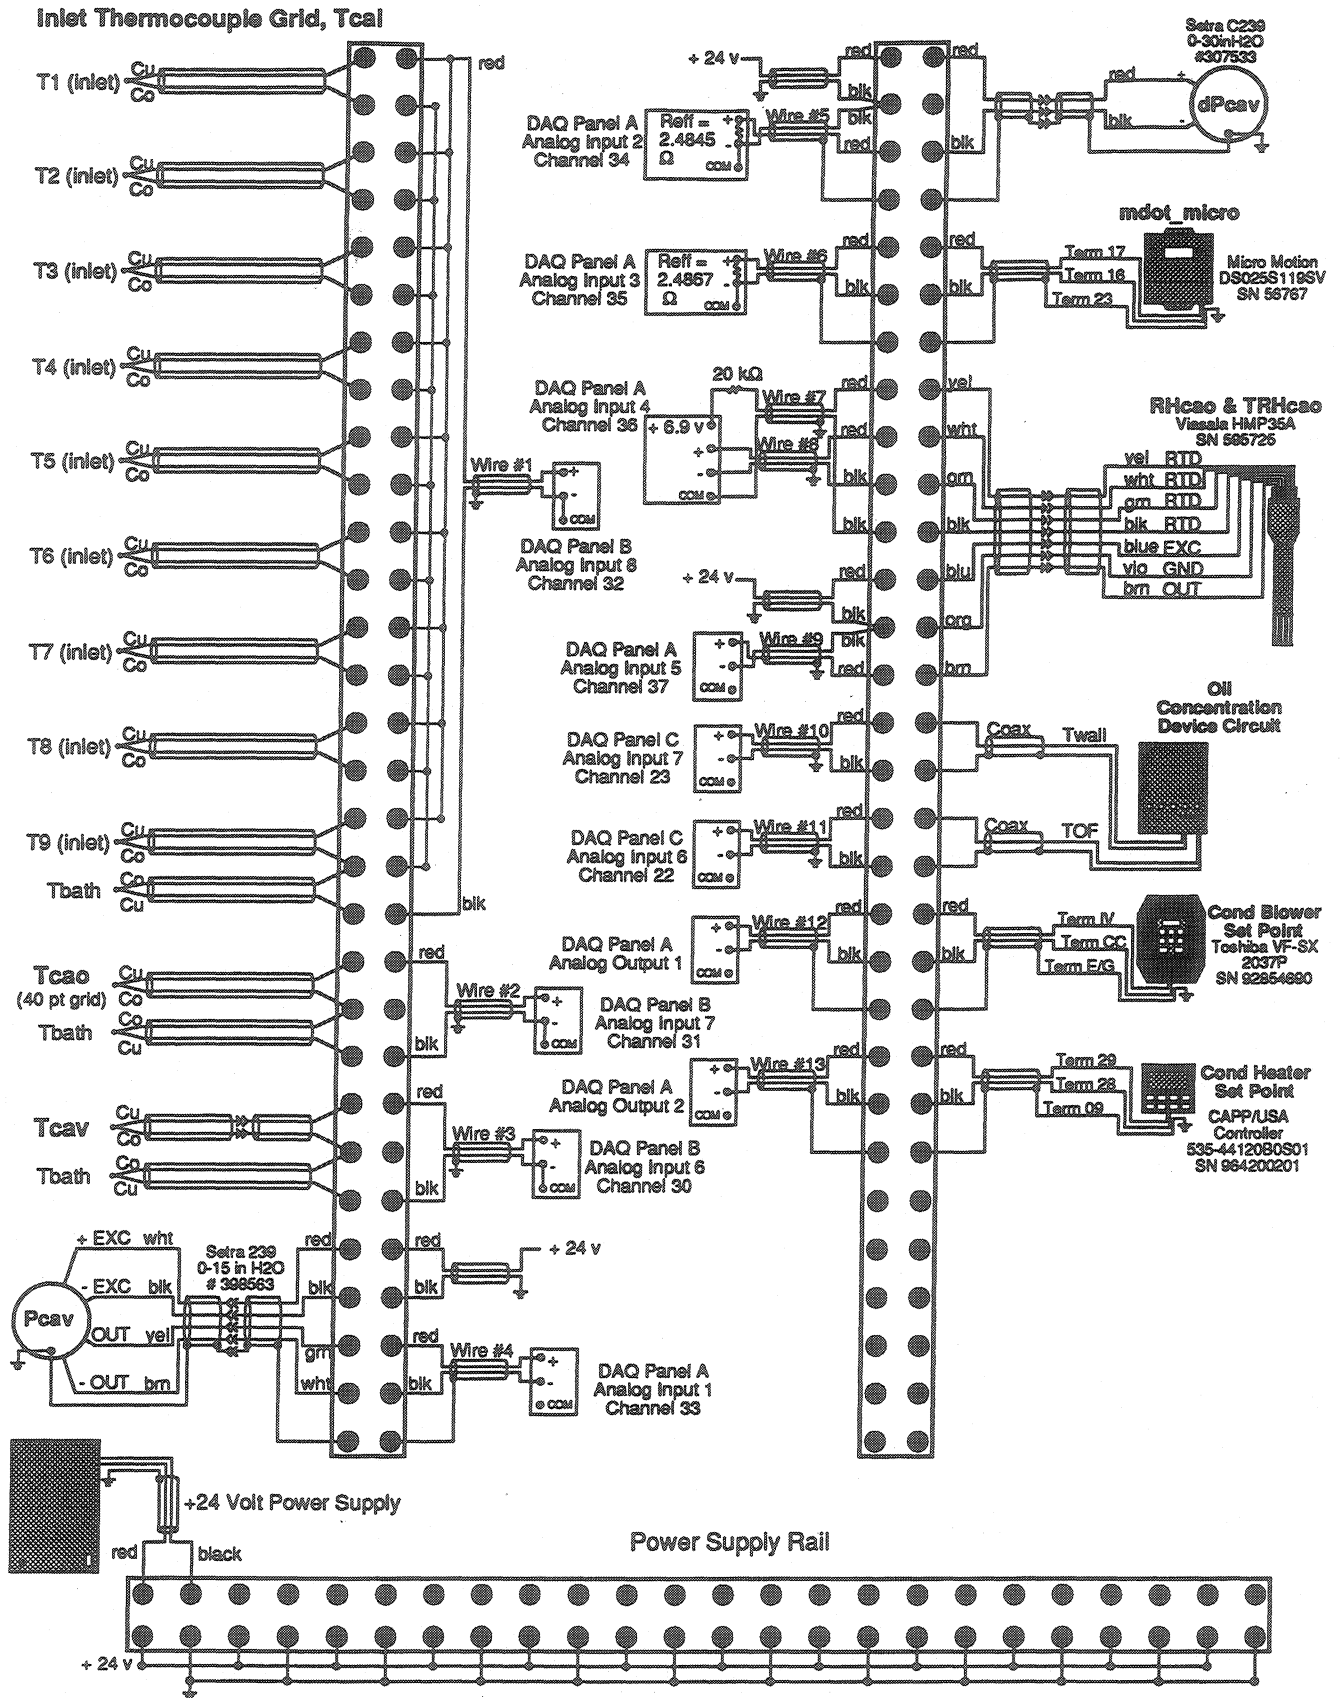 Inlet Thermocouple Grid, Tcai
T1 (inlet)
Cu
Co
T2 (inlet)
Cu
Co
T3 (inlet)
Cu
Co
T4 (inlet)
Cu
Co
T5 (inlet)
Cu
Co
T6 (inlet)
Cu
Co
T7 (inlet)
Cu
Co
T8 (inlet)
Cu
Co
T9 (inlet)
Cu
Co
Tbath
Co
Cu
red
Wire #1
+
-
COM
DAQ Panel B
Analog Input 8
Channel 32
blk
Tcao
(40 pt grid)
Cu
Co
Tbath
Co
Cu
red
Wire #2
blk
+
-
COM
DAQ Panel B
Analog Input 7
Channel 31
Tcav
Cu
Co
Tbath
Co
Cu
red
Wire #3
blk
+
-
COM
DAQ Panel B
Analog Input 6
Channel 30
Pcav
+ EXC wht
- EXC blk
OUT yel
- OUT brn
Setra 239
0-15 in H2O
# 398563
red
blk
grn
wht
red
blk
+ 24 v
red
Wire #4
blk
+
-
COM
DAQ Panel A
Analog Input 1
Channel 33
+ 24 v
red
blk
DAQ Panel A
Analog Input 2
Channel 34
Reff =
2.4845
Ω
+
-
COM
Wire #5
blk
red
red
blk
red
blk
+
-
dPcav
Setra C239
0-30inH2O
#307533
DAQ Panel A
Analog Input 3
Channel 35
Reff =
2.4867
Ω
+
-
COM
Wire #6
red
blk
red
blk
Term 17
Term 16
Term 23
mdot_micro
Micro Motion
DS025S119SV
SN 56767
DAQ Panel A
Analog Input 4
Channel 36
20 kΩ
+ 6.9 v
+
-
COM
Wire #7
Wire #8
red
red
blk
blk
yel
wht
grn
blk
blu
org
brn
RHcao & TRHcao
Viasala HMP35A
SN 595725
yel RTD
wht RTD
grn RTD
blk RTD
blue EXC
vio GND
brn OUT
+ 24 v
red
blk
DAQ Panel A
Analog Input 5
Channel 37
+
-
COM
Wire #9
blk
red
DAQ Panel C
Analog Input 7
Channel 23
+
-
COM
Wire #10
red
blk
Coax
Twall
Oil
Concentration
Device Circuit
DAQ Panel C
Analog Input 6
Channel 22
+
-
COM
Wire #11
red
blk
Coax
TOF
DAQ Panel A
Analog Output 1
+
-
COM
Wire #12
red
blk
red
blk
Term IV
Term CC
Term E/G
Cond Blower
Set Point
Toshiba VF-SX
2037P
SN 92854690
DAQ Panel A
Analog Output 2
+
-
COM
Wire #13
red
blk
red
blk
Term 29
Term 28
Term 09
Cond Heater
Set Point
CAPP/USA
Controller
535-44120B0S01
SN 964200201
+24 Volt Power Supply
red
black
Power Supply Rail
+ 24 v